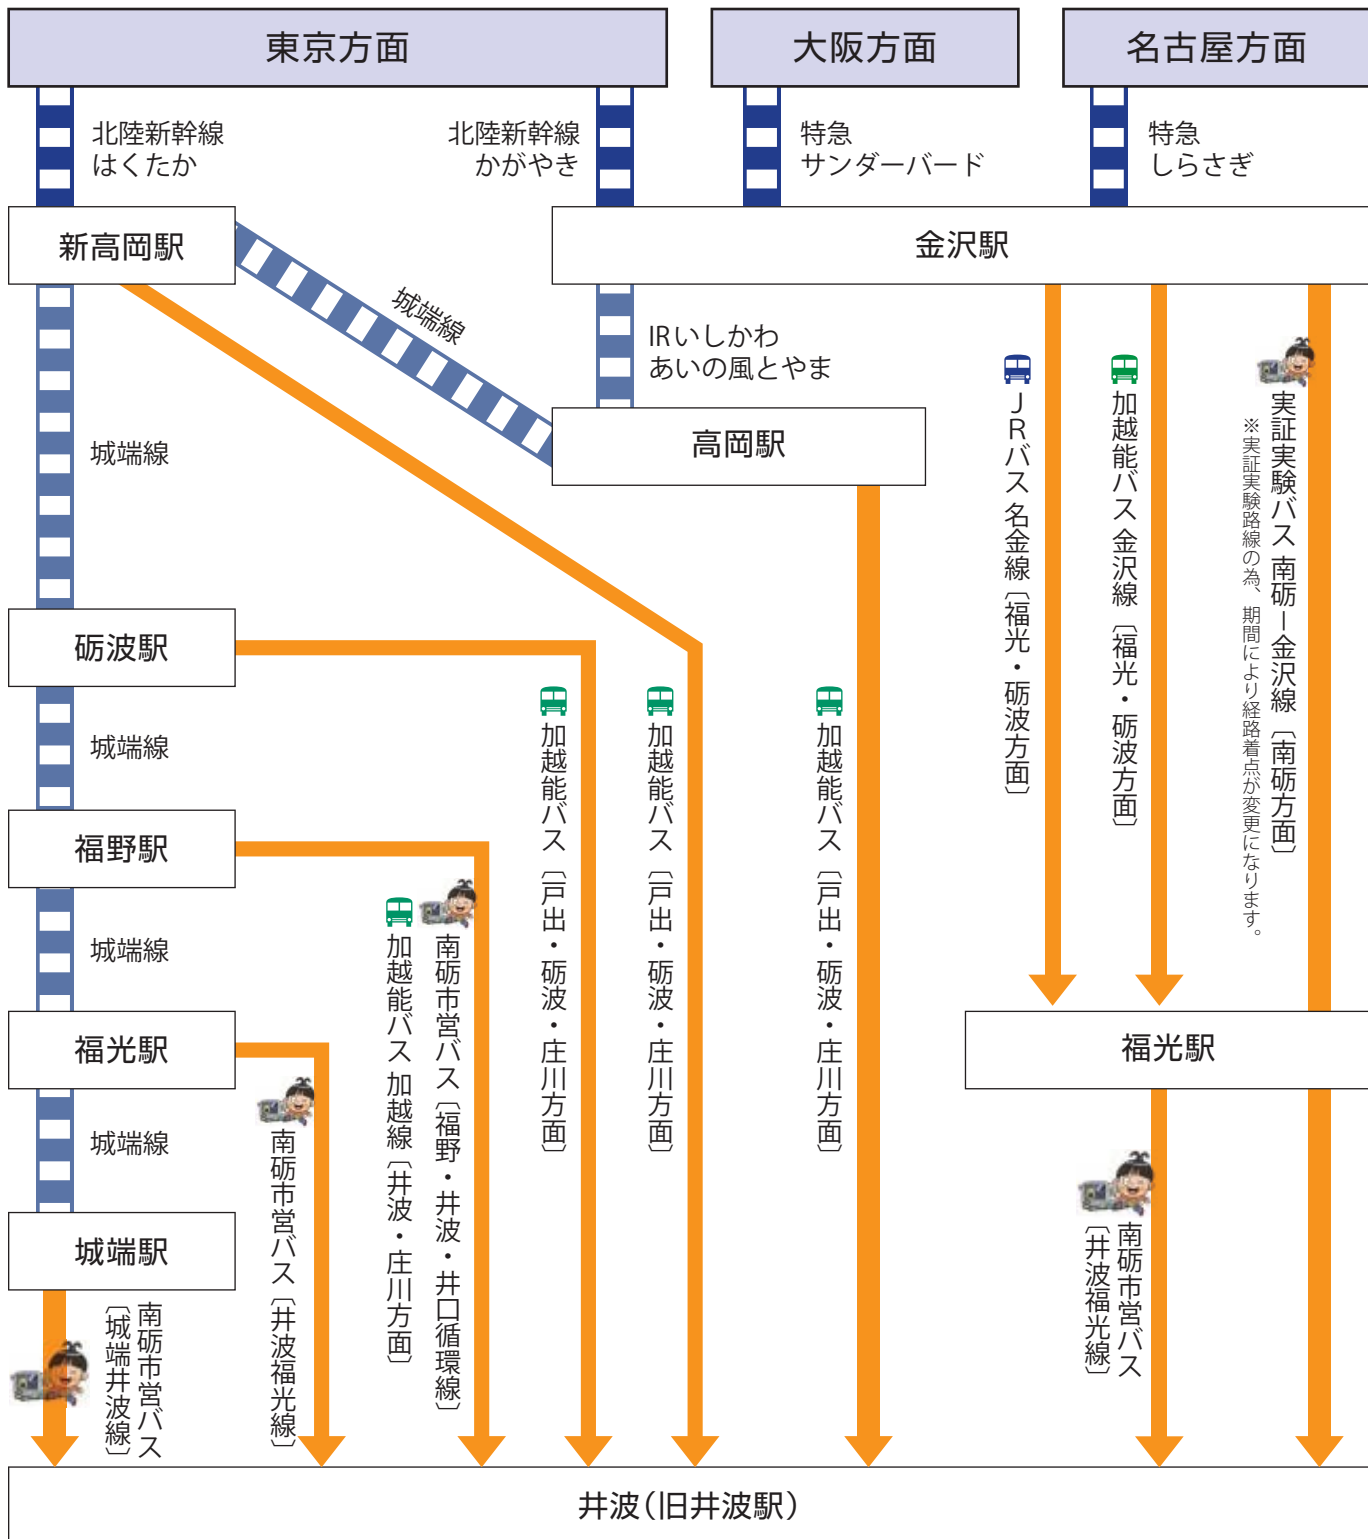 東京方面
大阪方面
名古屋方面
北陸新幹線
はくたか
北陸新幹線
かがやき
特急
サンダーバード
特急
しらさぎ
新高岡駅
金沢駅
城端線
IRいしかわ
あいの風とやま
高岡駅
城端線
JRバス 名金線〔福光・砺波方面〕
加越能バス 金沢線〔福光・砺波方面〕
実証実験バス 南砺ー金沢線〔南砺方面〕
※実証実験路線の為、期間により経路着点が変更になります。
砺波駅
城端線
加越能バス〔戸出・砺波・庄川方面〕
加越能バス〔戸出・砺波・庄川方面〕
加越能バス〔戸出・砺波・庄川方面〕
福野駅
南砺市営バス〔福野・井波・井口循環線〕
加越能バス 加越線〔井波・庄川方面〕
城端線
福光駅
福光駅
南砺市営バス〔井波福光線〕
城端線
南砺市営バス
〔井波福光線〕
城端駅
南砺市営バス
〔城端井波線〕
井波(旧井波駅)